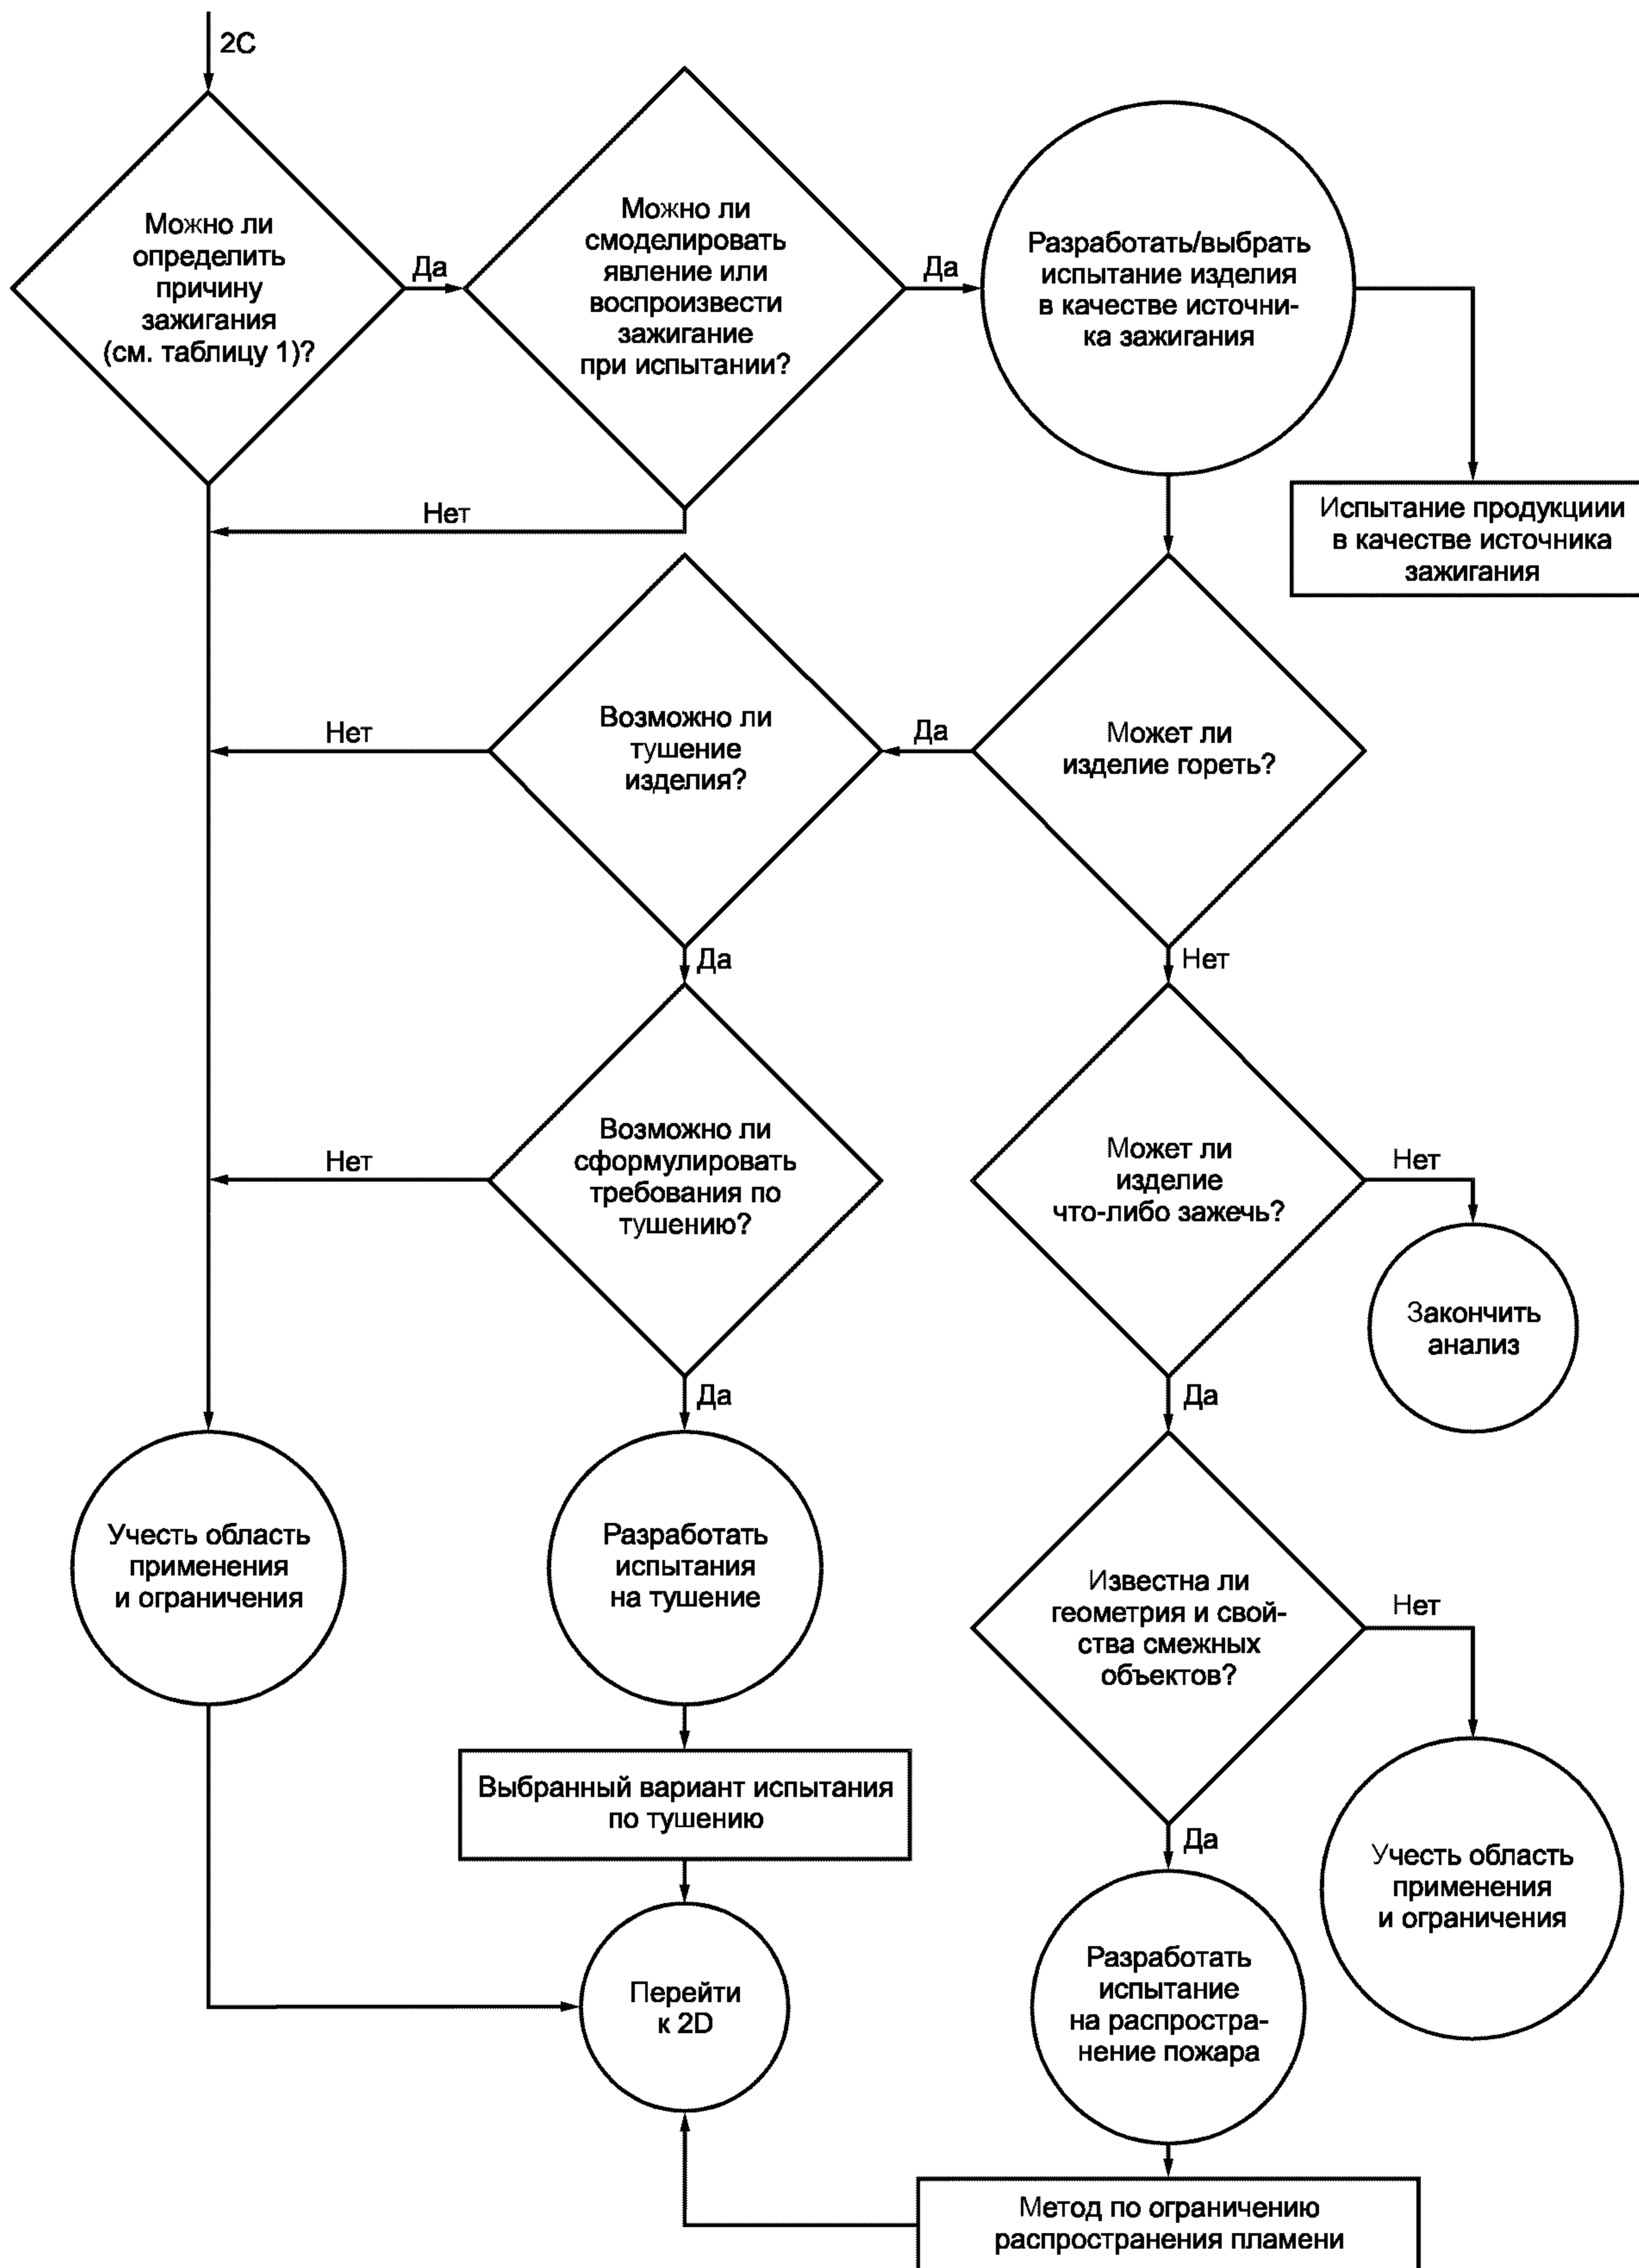 2С
Можно ли
определить
причину
зажигания
(см. таблицу 1)?
Да
Можно ли
смоделировать
явление или
воспроизвести
зажигание
при испытании?
Да
Разработать/выбрать
испытание изделия
в качестве источни-
ка зажигания
Нет
Испытание продукциии
в качестве источника
зажигания
Нет
Возможно ли
тушение
изделия?
Да
Может ли
изделие гореть?
Да
Нет
Нет
Возможно ли
сформулировать
требования по
тушению?
Может ли
изделие
что-либо зажечь?
Нет
Закончить
анализ
Да
Да
Учесть область
применения
и ограничения
Разработать
испытания
на тушение
Известна ли
геометрия и свой-
ства смежных
объектов?
Нет
Выбранный вариант испытания
по тушению
Да
Учесть область
применения
и ограничения
Перейти
к 2D
Разработать
испытание
на распростра-
нение пожара
Метод по ограничению
распространения пламени